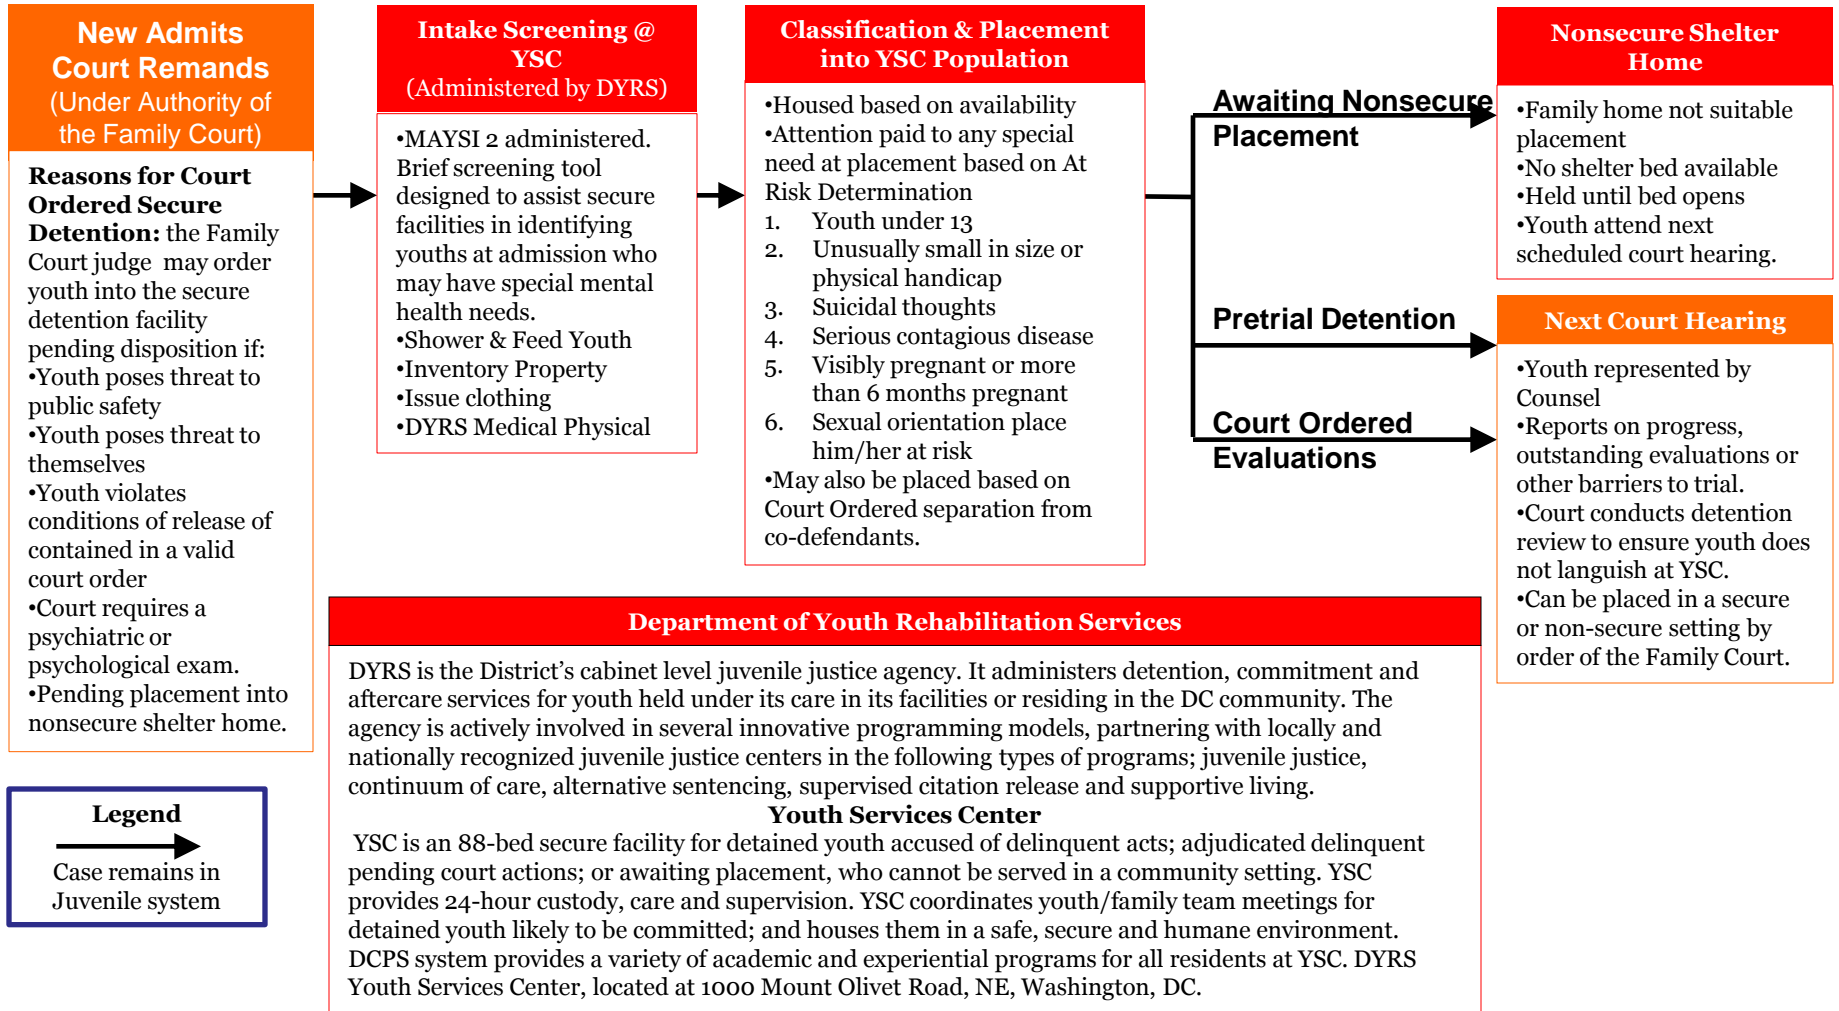 New Admits
Court Remands
(Under Authority of
the Family Court)
Reasons for Court
Ordered Secure
Detention: the Family
Court judge  may order
youth into the secure
detention facility
pending disposition if:
•Youth poses threat to
public safety
•Youth poses threat to
themselves
•Youth violates
conditions of release of
contained in a valid
court order
•Court requires a
psychiatric or
psychological exam.
•Pending placement into
nonsecure shelter home.
Intake Screening @
YSC
(Administered by DYRS)
•MAYSI 2 administered.
Brief screening tool
designed to assist secure
facilities in identifying
youths at admission who
may have special mental
health needs.
•Shower & Feed Youth
•Inventory Property
•Issue clothing
•DYRS Medical Physical
Classification & Placement
into YSC Population
•Housed based on availability
•Attention paid to any special
need at placement based on At
Risk Determination
1. Youth under 13
2. Unusually small in size or
physical handicap
3. Suicidal thoughts
4. Serious contagious disease
5. Visibly pregnant or more
than 6 months pregnant
6. Sexual orientation place
him/her at risk
•May also be placed based on
Court Ordered separation from
co-defendants.
Awaiting Nonsecure
Placement
Pretrial Detention
Court Ordered
Evaluations
Nonsecure Shelter
Home
•Family home not suitable
placement
•No shelter bed available
•Held until bed opens
•Youth attend next
scheduled court hearing.
Next Court Hearing
•Youth represented by
Counsel
•Reports on progress,
outstanding evaluations or
other barriers to trial.
•Court conducts detention
review to ensure youth does
not languish at YSC.
•Can be placed in a secure
or non-secure setting by
order of the Family Court.
Department of Youth Rehabilitation Services
DYRS is the District’s cabinet level juvenile justice agency. It administers detention, commitment and
aftercare services for youth held under its care in its facilities or residing in the DC community. The
agency is actively involved in several innovative programming models, partnering with locally and
nationally recognized juvenile justice centers in the following types of programs; juvenile justice,
continuum of care, alternative sentencing, supervised citation release and supportive living.
Youth Services Center
YSC is an 88-bed secure facility for detained youth accused of delinquent acts; adjudicated delinquent
pending court actions; or awaiting placement, who cannot be served in a community setting. YSC
provides 24-hour custody, care and supervision. YSC coordinates youth/family team meetings for
detained youth likely to be committed; and houses them in a safe, secure and humane environment.
DCPS system provides a variety of academic and experiential programs for all residents at YSC. DYRS
Youth Services Center, located at 1000 Mount Olivet Road, NE, Washington, DC.
Legend
Case remains in
Juvenile system